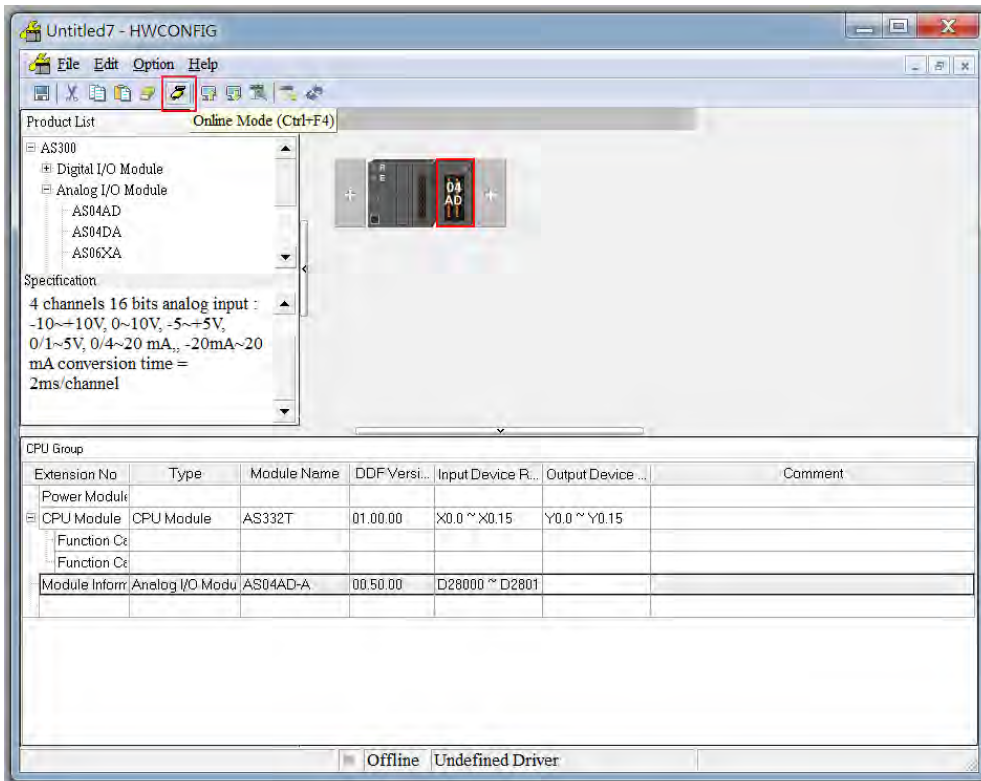 Untitled7 - HWCONFIG
File Edit Option Help
Product List
Online Mode (Ctrl+F4)
AS300
Digital I/O Module
Analog I/O Module
AS04AD
AS04DA
AS06XA
R
E
04
AD
Specification
4 channels 16 bits analog input :
-10~+10V, 0~10V, -5~+5V,
0/1~5V, 0/4~20 mA,, -20mA~20
mA conversion time =
2ms/channel
CPU Group
Extension No Type Module Name DDF Versi... Input Device R... Output Device ... Comment
Power Module
CPU Module CPU Module AS332T 01.00.00 X0.0 ~ X0.15 Y0.0 ~ Y0.15
Function Ca
Function Ca
Module Inform Analog I/O Modu AS04AD-A 00.50.00 D28000 ~ D2801
Offline Undefined Driver